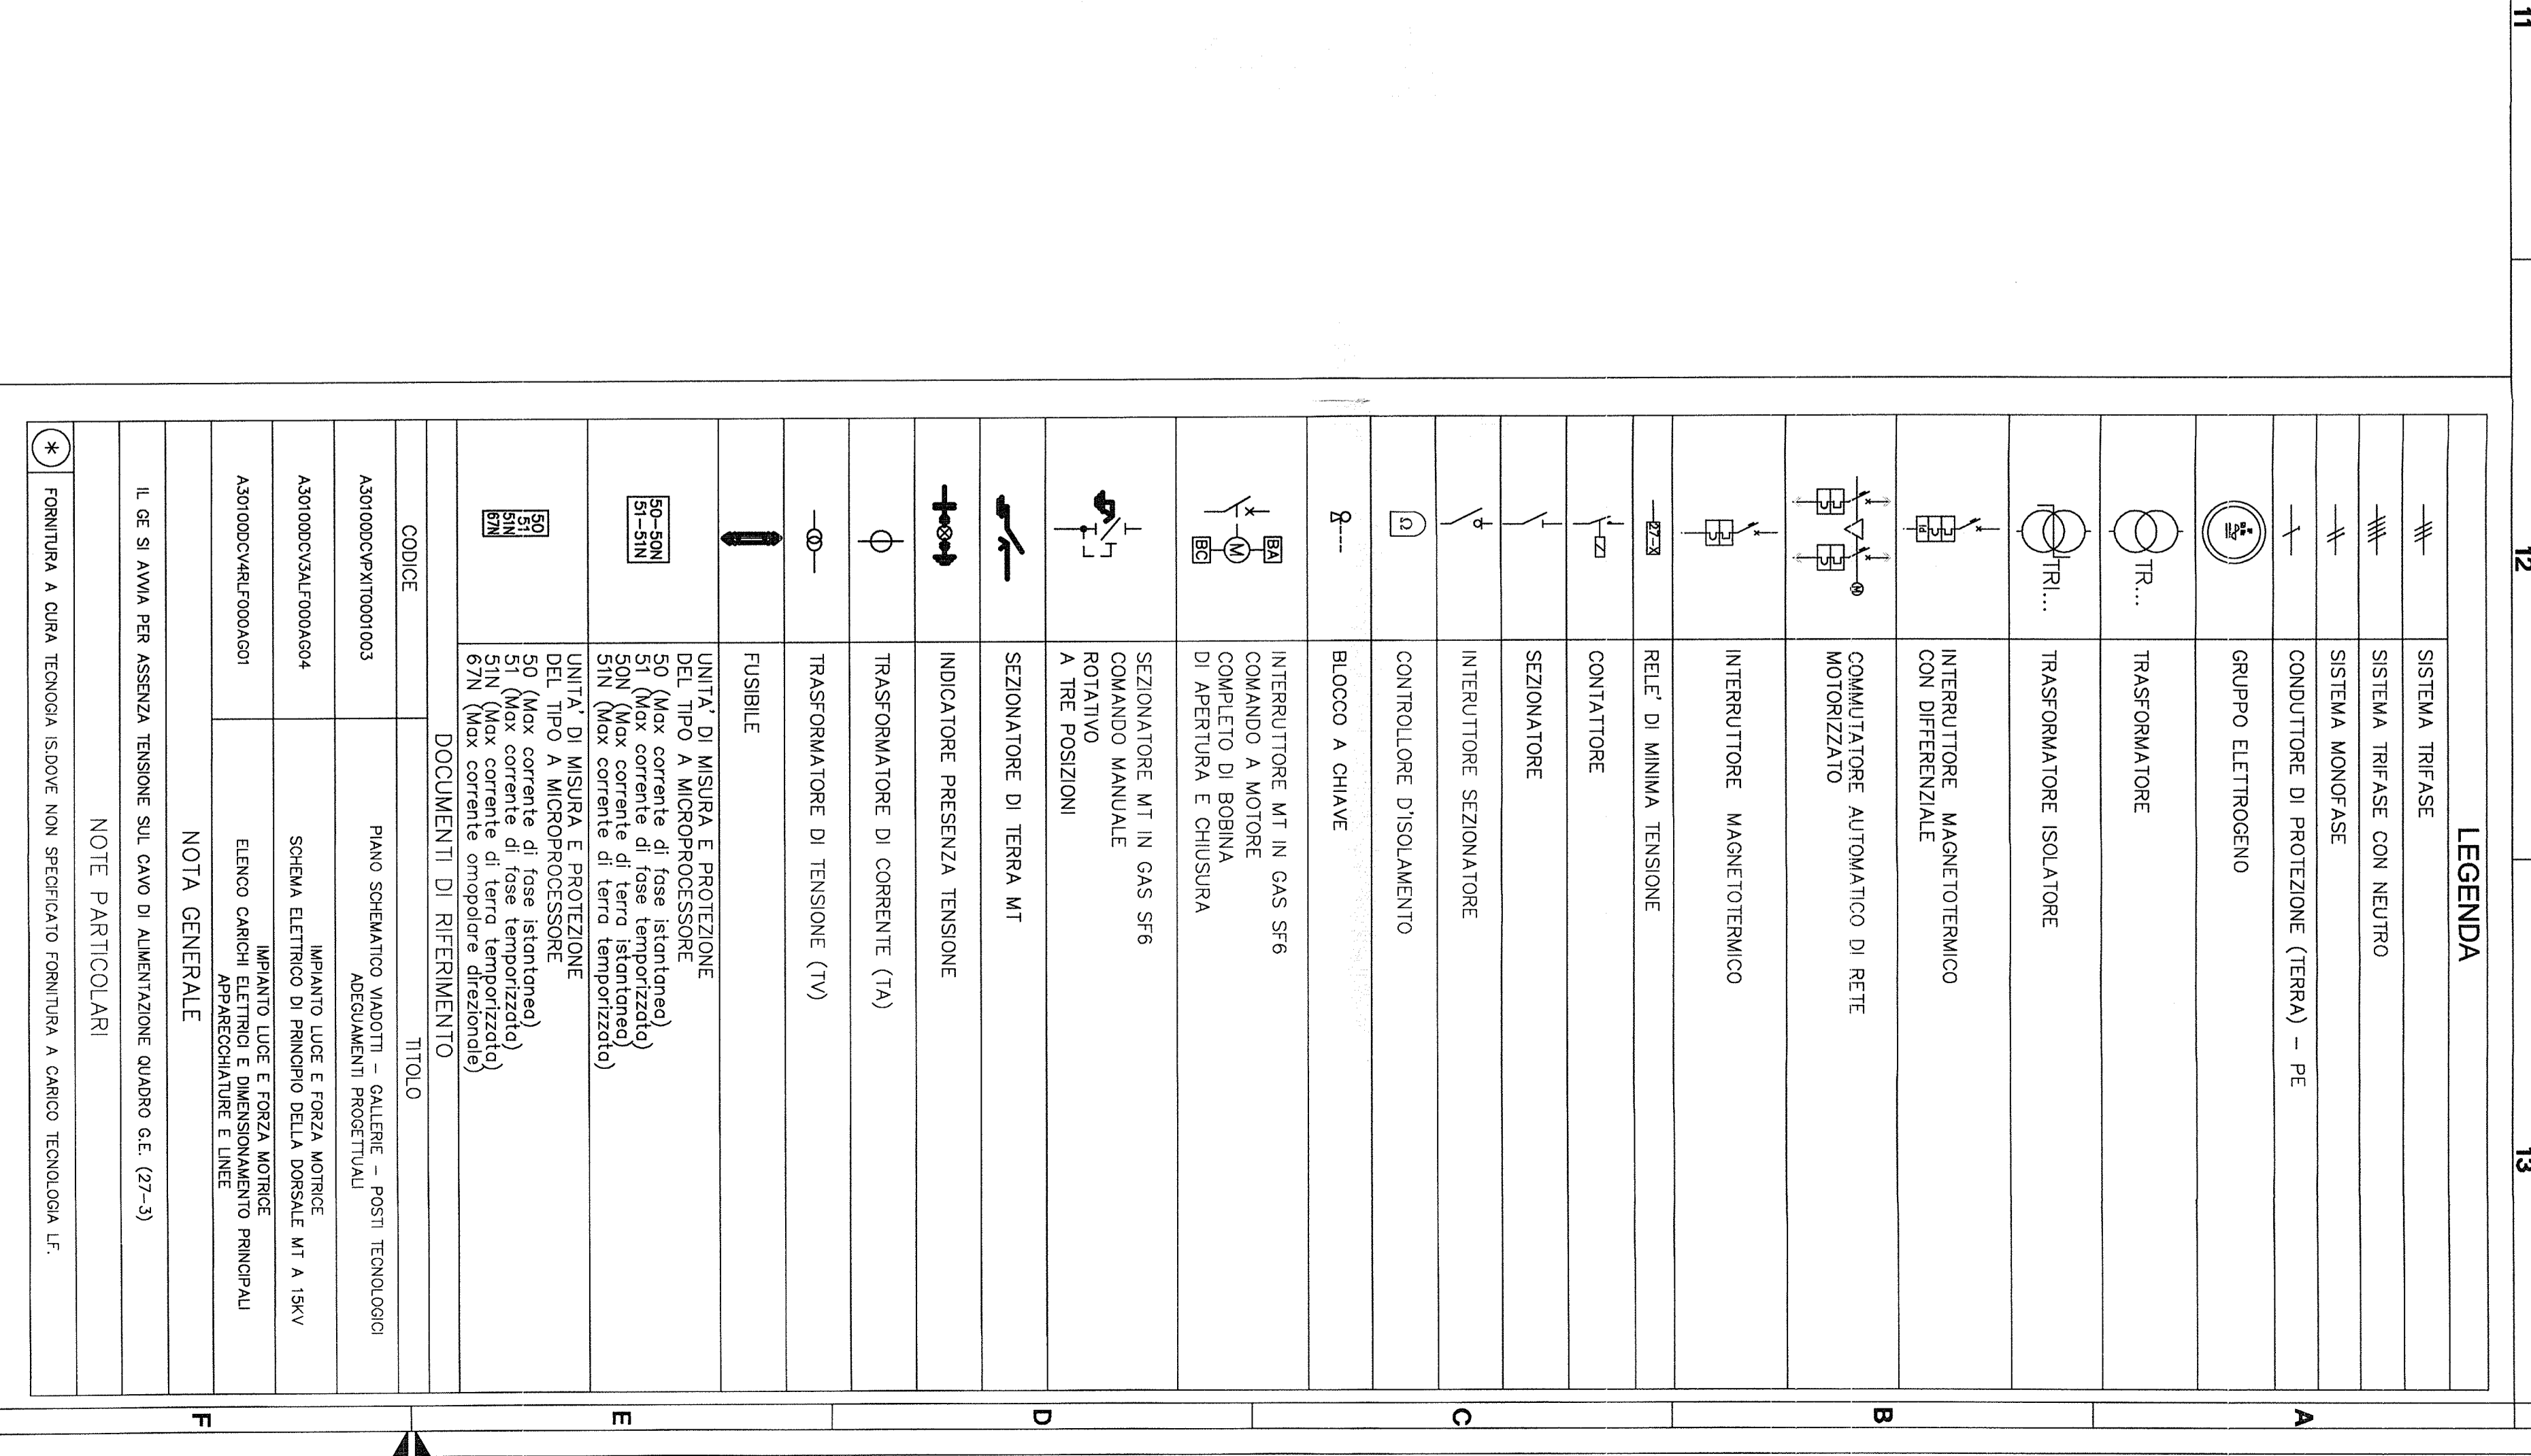 11
12
13
LEGENDA
SISTEMA TRIFASE
SISTEMA TRIFASE CON NEUTRO
SISTEMA MONOFASE
CONDUTTORE DI PROTEZIONE (TERRA) – PE
GRUPPO ELETTROGENO
TR...
TRASFORMATORE
TRI...
TRASFORMATORE ISOLATORE
Id
INTERRUTTORE MAGNETOTERMICO
CON DIFFERENZIALE
M
COMMUTATORE AUTOMATICO DI RETE
MOTORIZZATO
INTERRUTTORE MAGNETOTERMICO
27-X
RELE' DI MINIMA TENSIONE
CONTATTORE
SEZIONATORE
INTERUTTORE SEZIONATORE
Ω
CONTROLLORE D'ISOLAMENTO
BLOCCO A CHIAVE
BA
M
BC
INTERRUTTORE MT IN GAS SF6
COMANDO A MOTORE
COMPLETO DI BOBINA
DI APERTURA E CHIUSURA
SEZIONATORE MT IN GAS SF6
COMANDO MANUALE
ROTATIVO
A TRE POSIZIONI
SEZIONATORE DI TERRA MT
INDICATORE PRESENZA TENSIONE
TRASFORMATORE DI CORRENTE (TA)
TRASFORMATORE DI TENSIONE (TV)
FUSIBILE
50-50N
51-51N
UNITA' DI MISURA E PROTEZIONE
DEL TIPO A MICROPROCESSORE
50 (Max corrente di fase istantanea)
51 (Max corrente di fase temporizzata)
50N (Max corrente di terra istantanea)
51N (Max corrente di terra temporizzata)
50
51
51N
67N
UNITA' DI MISURA E PROTEZIONE
DEL TIPO A MICROPROCESSORE
50 (Max corrente di fase istantanea)
51 (Max corrente di fase temporizzata)
51N (Max corrente di terra temporizzata)
67N (Max corrente omopolare direzionale)
DOCUMENTI DI RIFERIMENTO
CODICE TITOLO
A30100DCVPXIT0001003
PIANO SCHEMATICO VIADOTTI – GALLERIE – POSTI TECNOLOGICI
ADEGUAMENTI PROGETTUALI
A30100DCV3ALF000AG04
IMPIANTO LUCE E FORZA MOTRICE
SCHEMA ELETTRICO DI PRINCIPIO DELLA DORSALE MT A 15KV
A30100DCV4RLF000AG01
IMPIANTO LUCE E FORZA MOTRICE
ELENCO CARICHI ELETTRICI E DIMENSIONAMENTO PRINCIPALI
APPARECCHIATURE E LINEE
NOTA GENERALE
IL GE SI AVVIA PER ASSENZA TENSIONE SUL CAVO DI ALIMENTAZIONE QUADRO G.E. (27-3)
NOTE PARTICOLARI
* FORNITURA A CURA TECNOGIA IS.DOVE NON SPECIFICATO FORNITURA A CARICO TECNOLOGIA LF.
A
B
C
D
E
F